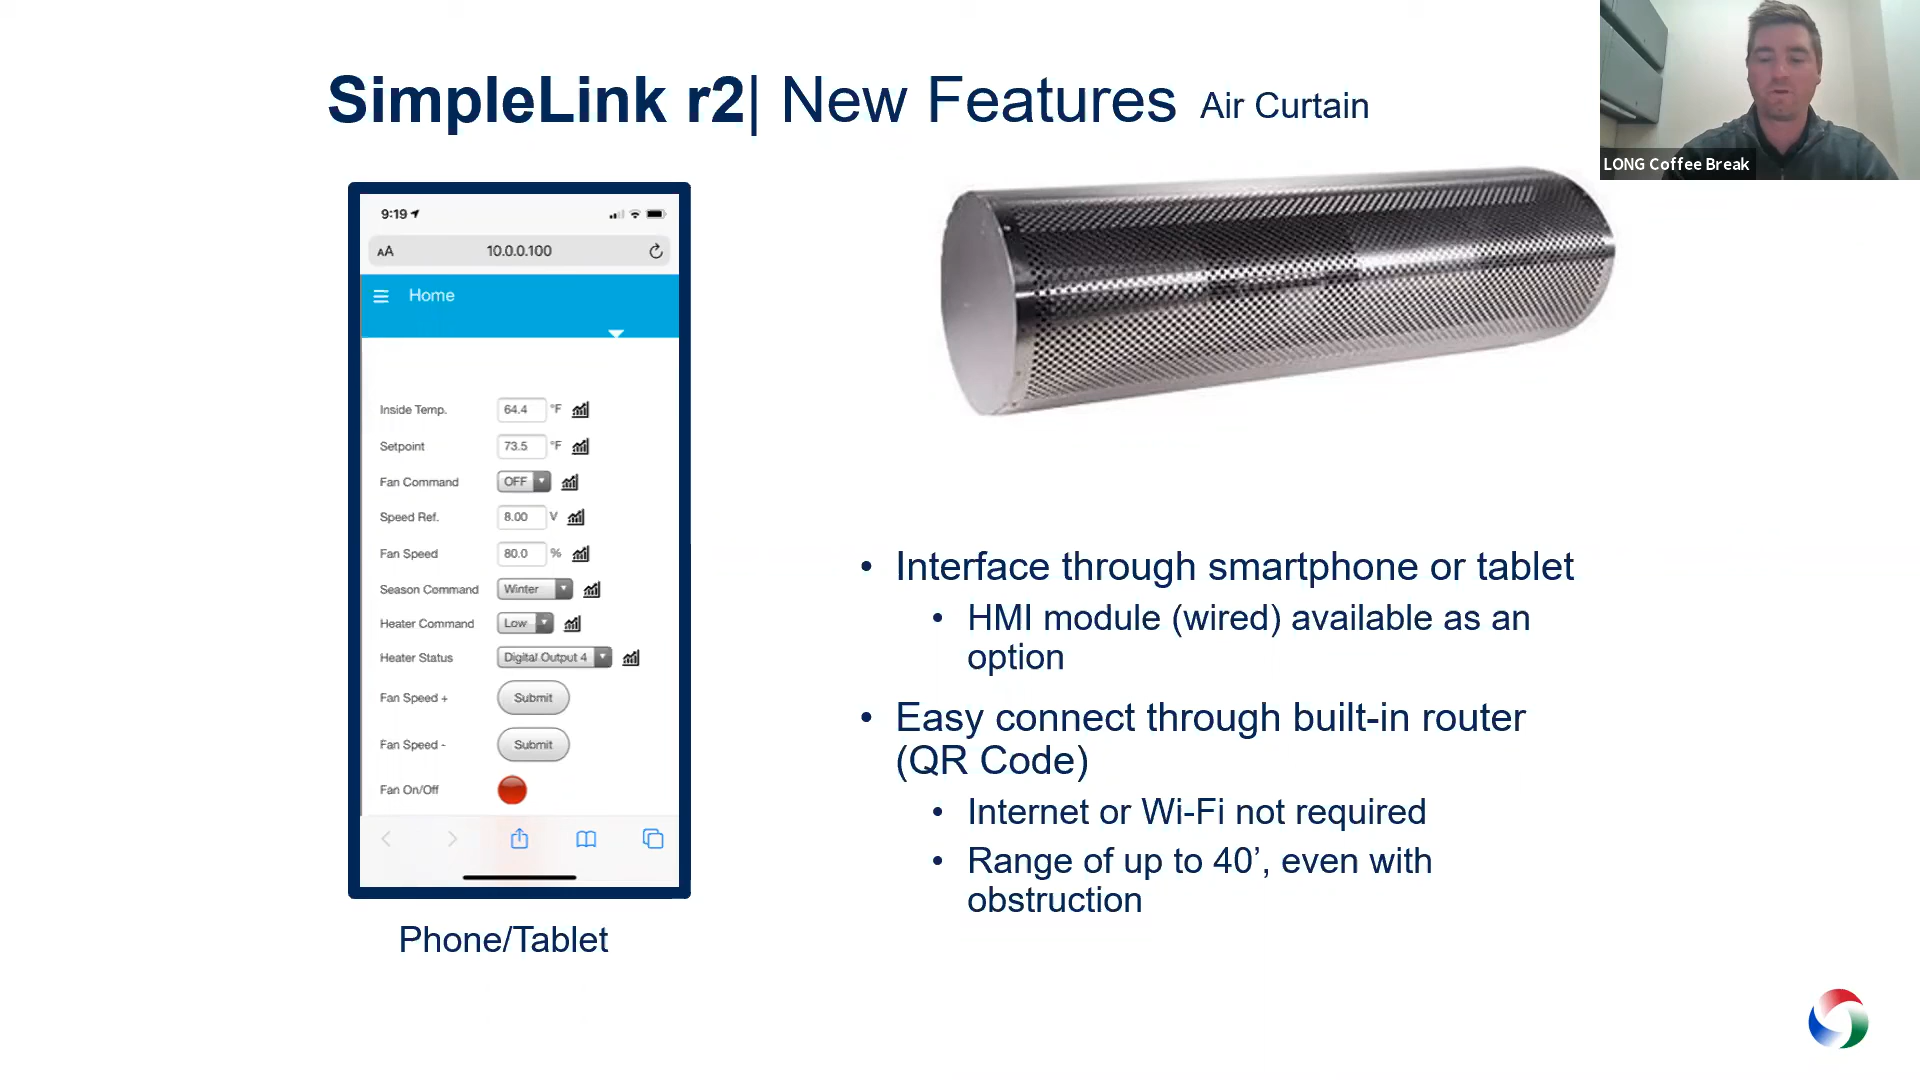 SimpleLink r2| New Features Air Curtain
LONG Coffee Break
9:19
AA 10.0.0.100
Home
Inside Temp. 64.4 °F
Setpoint 73.5 °F
Fan Command OFF
Speed Ref. 8.00 V
Fan Speed 80.0 %
Season Command Winter
Heater Command Low
Heater Status Digital Output 4
Fan Speed + Submit
Fan Speed - Submit
Fan On/Off
Phone/Tablet
• Interface through smartphone or tablet
• HMI module (wired) available as an
option
• Easy connect through built-in router
(QR Code)
• Internet or Wi-Fi not required
• Range of up to 40’, even with
obstruction